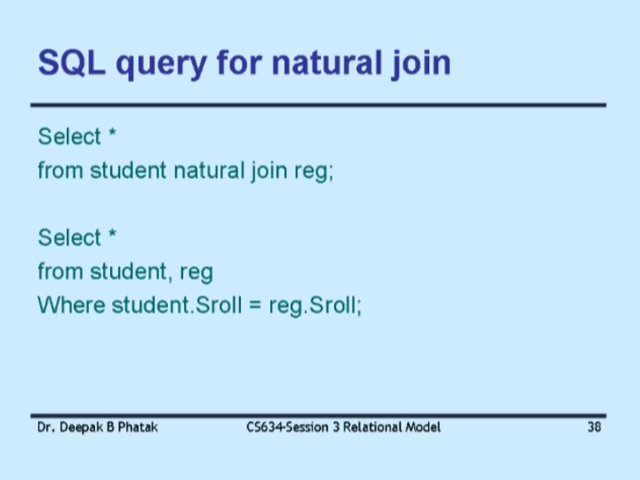 SQL query for natural join
Select *
from student natural join reg;
Select *
from student, reg
Where student.Sroll = reg.Sroll;
Dr. Deepak B Phatak CS634-Session 3 Relational Model 38